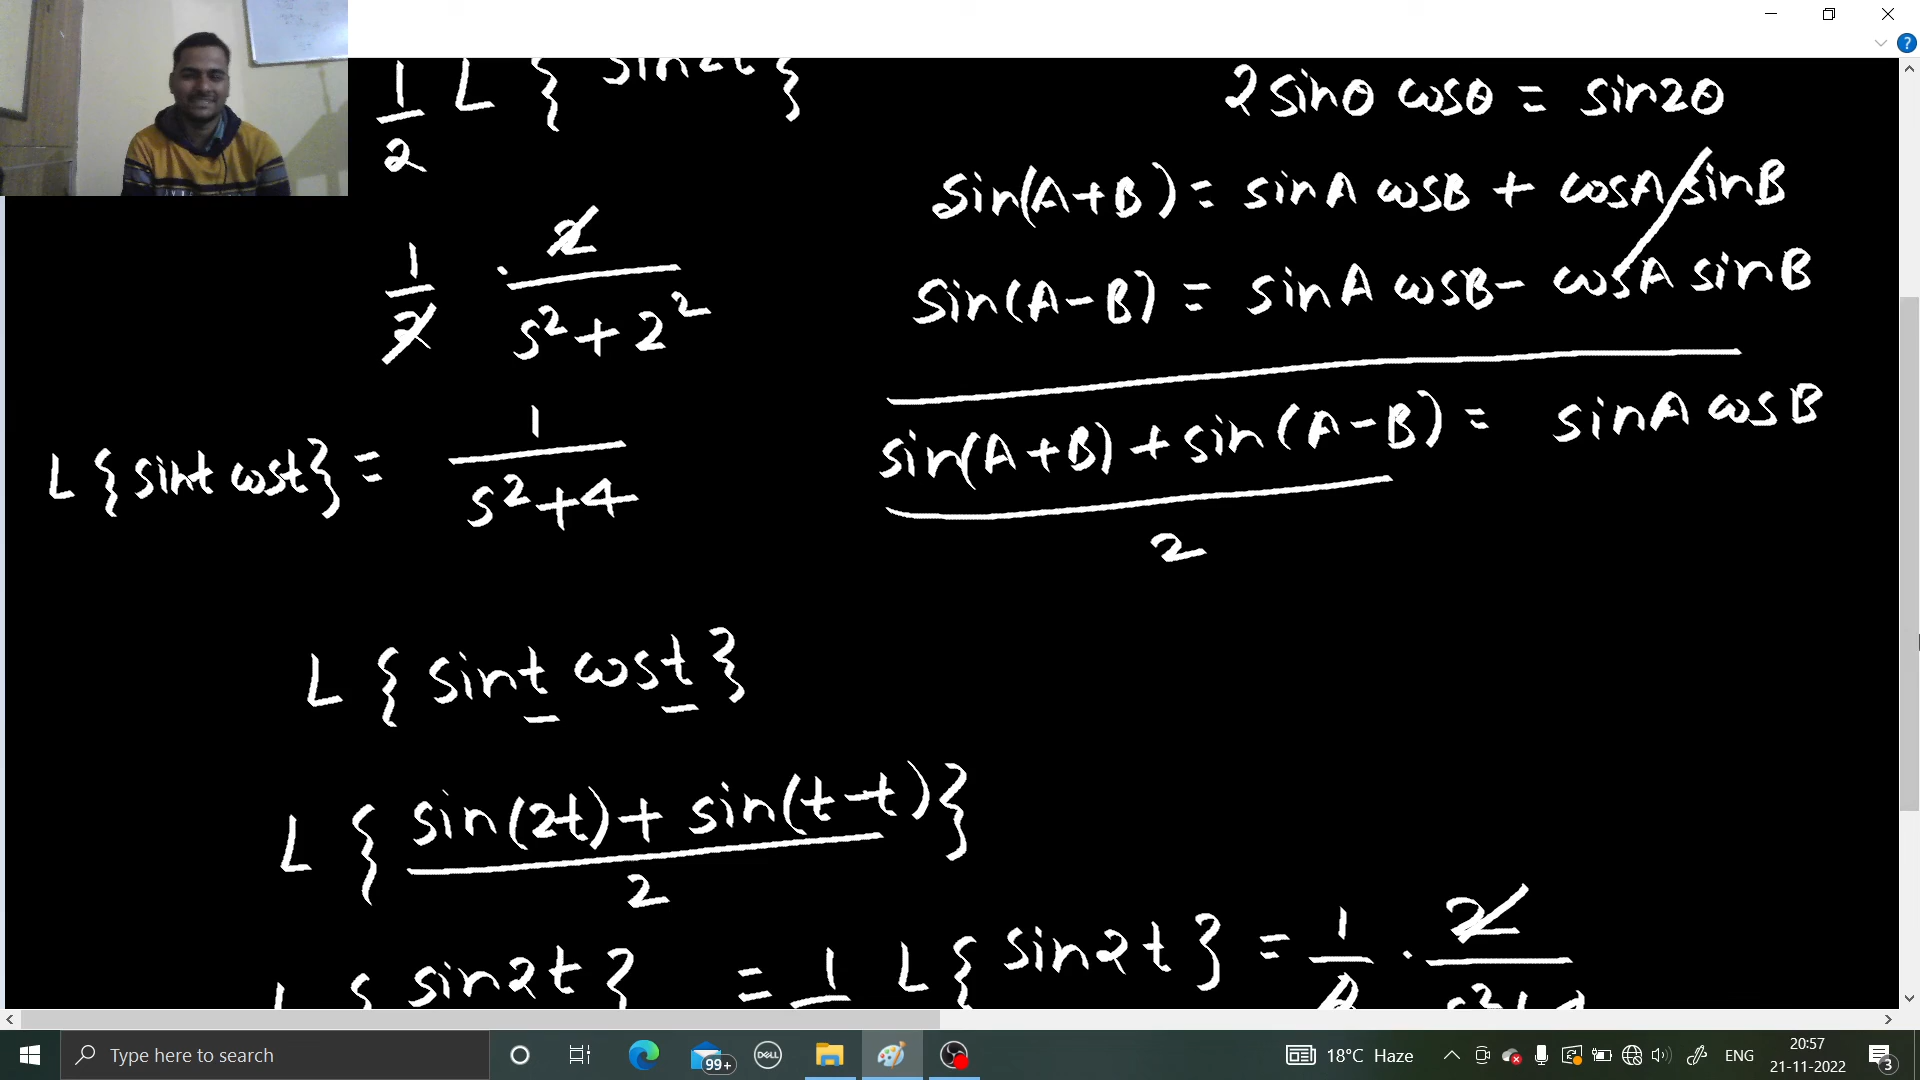 1/2 L { sin2t }
2 sinθ cosθ = sin2θ
sin(A+B) = sinA cosB + cosA sinB
1/2 . 2/(s²+2²)
sin(A-B) = sinA cosB - cosA sinB
L{sint cost} = 1/(s²+4)
(sin(A+B) + sin(A-B))/2 = sinA cosB
L { sint cost }
L { (sin(2t) + sin(t-t))/2 }
L { sin2t } = 1 L{ sin2t } = 1/2 . 2/
Type here to search
99+
DELL
18°C Haze
ENG
20:57
21-11-2022
3